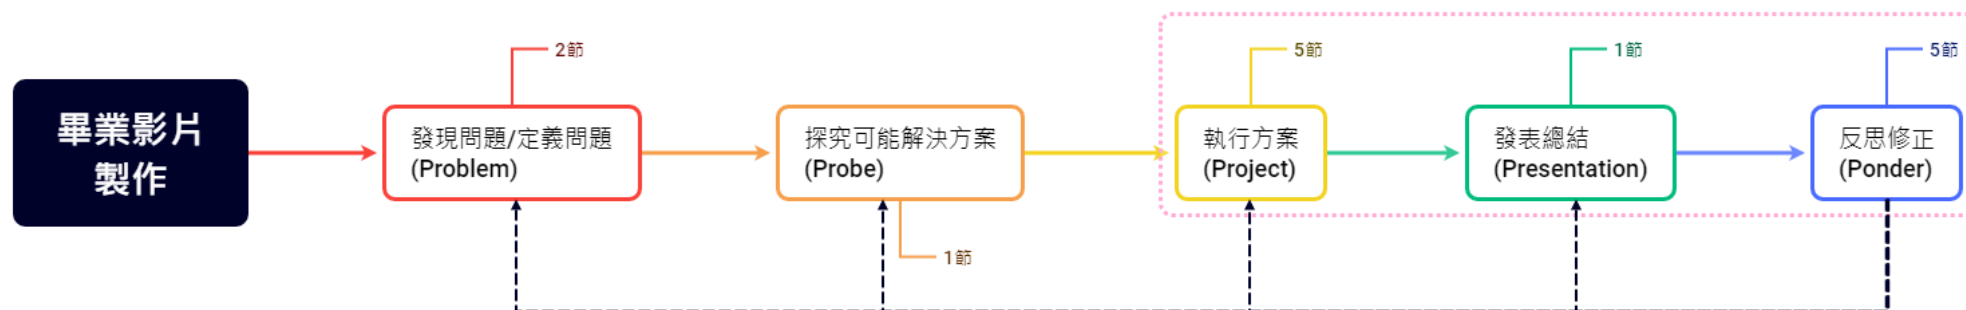 畢業影片
製作
2節
發現問題/定義問題
(Problem)
探究可能解決方案
(Probe)
1節
5節
執行方案
(Project)
1節
發表總結
(Presentation)
5節
反思修正
(Ponder)